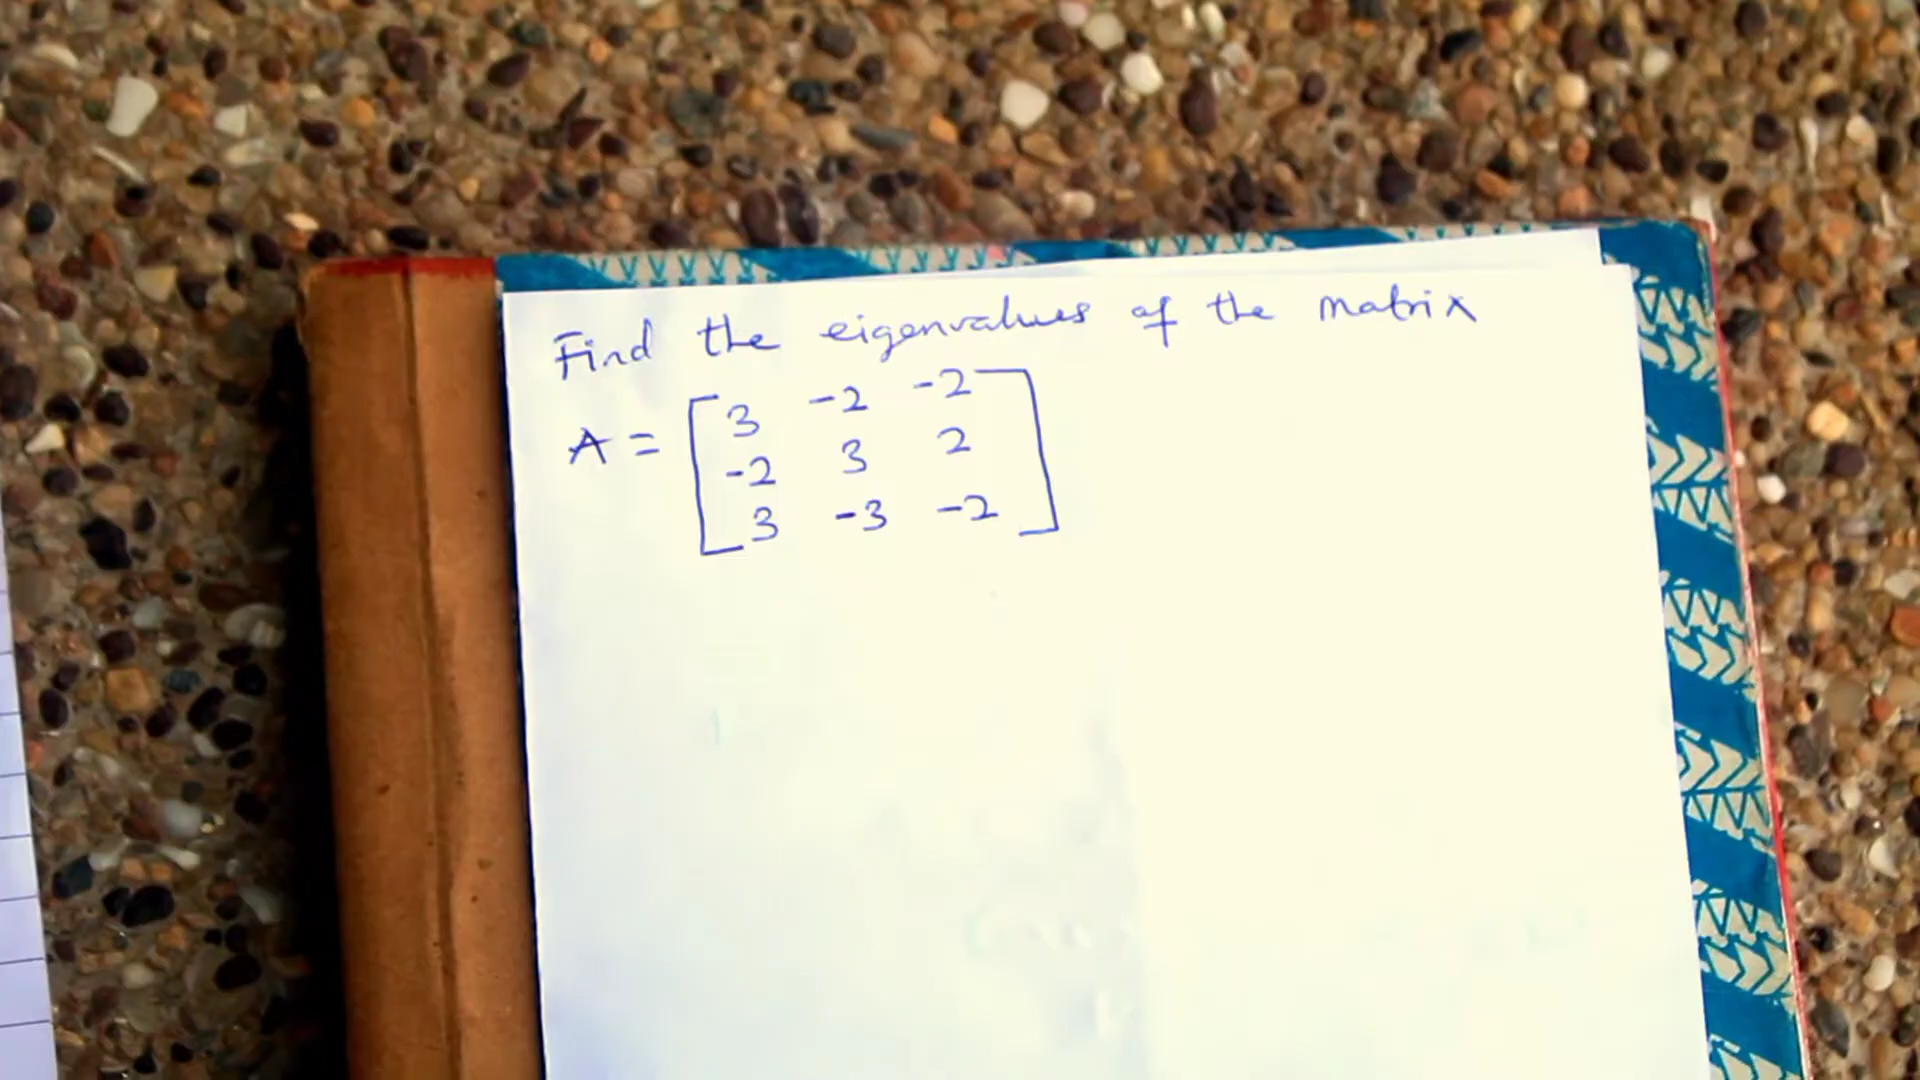 Find the eigenvalues of the matrix
A = [3 -2 -2
-2 3 2
3 -3 -2]